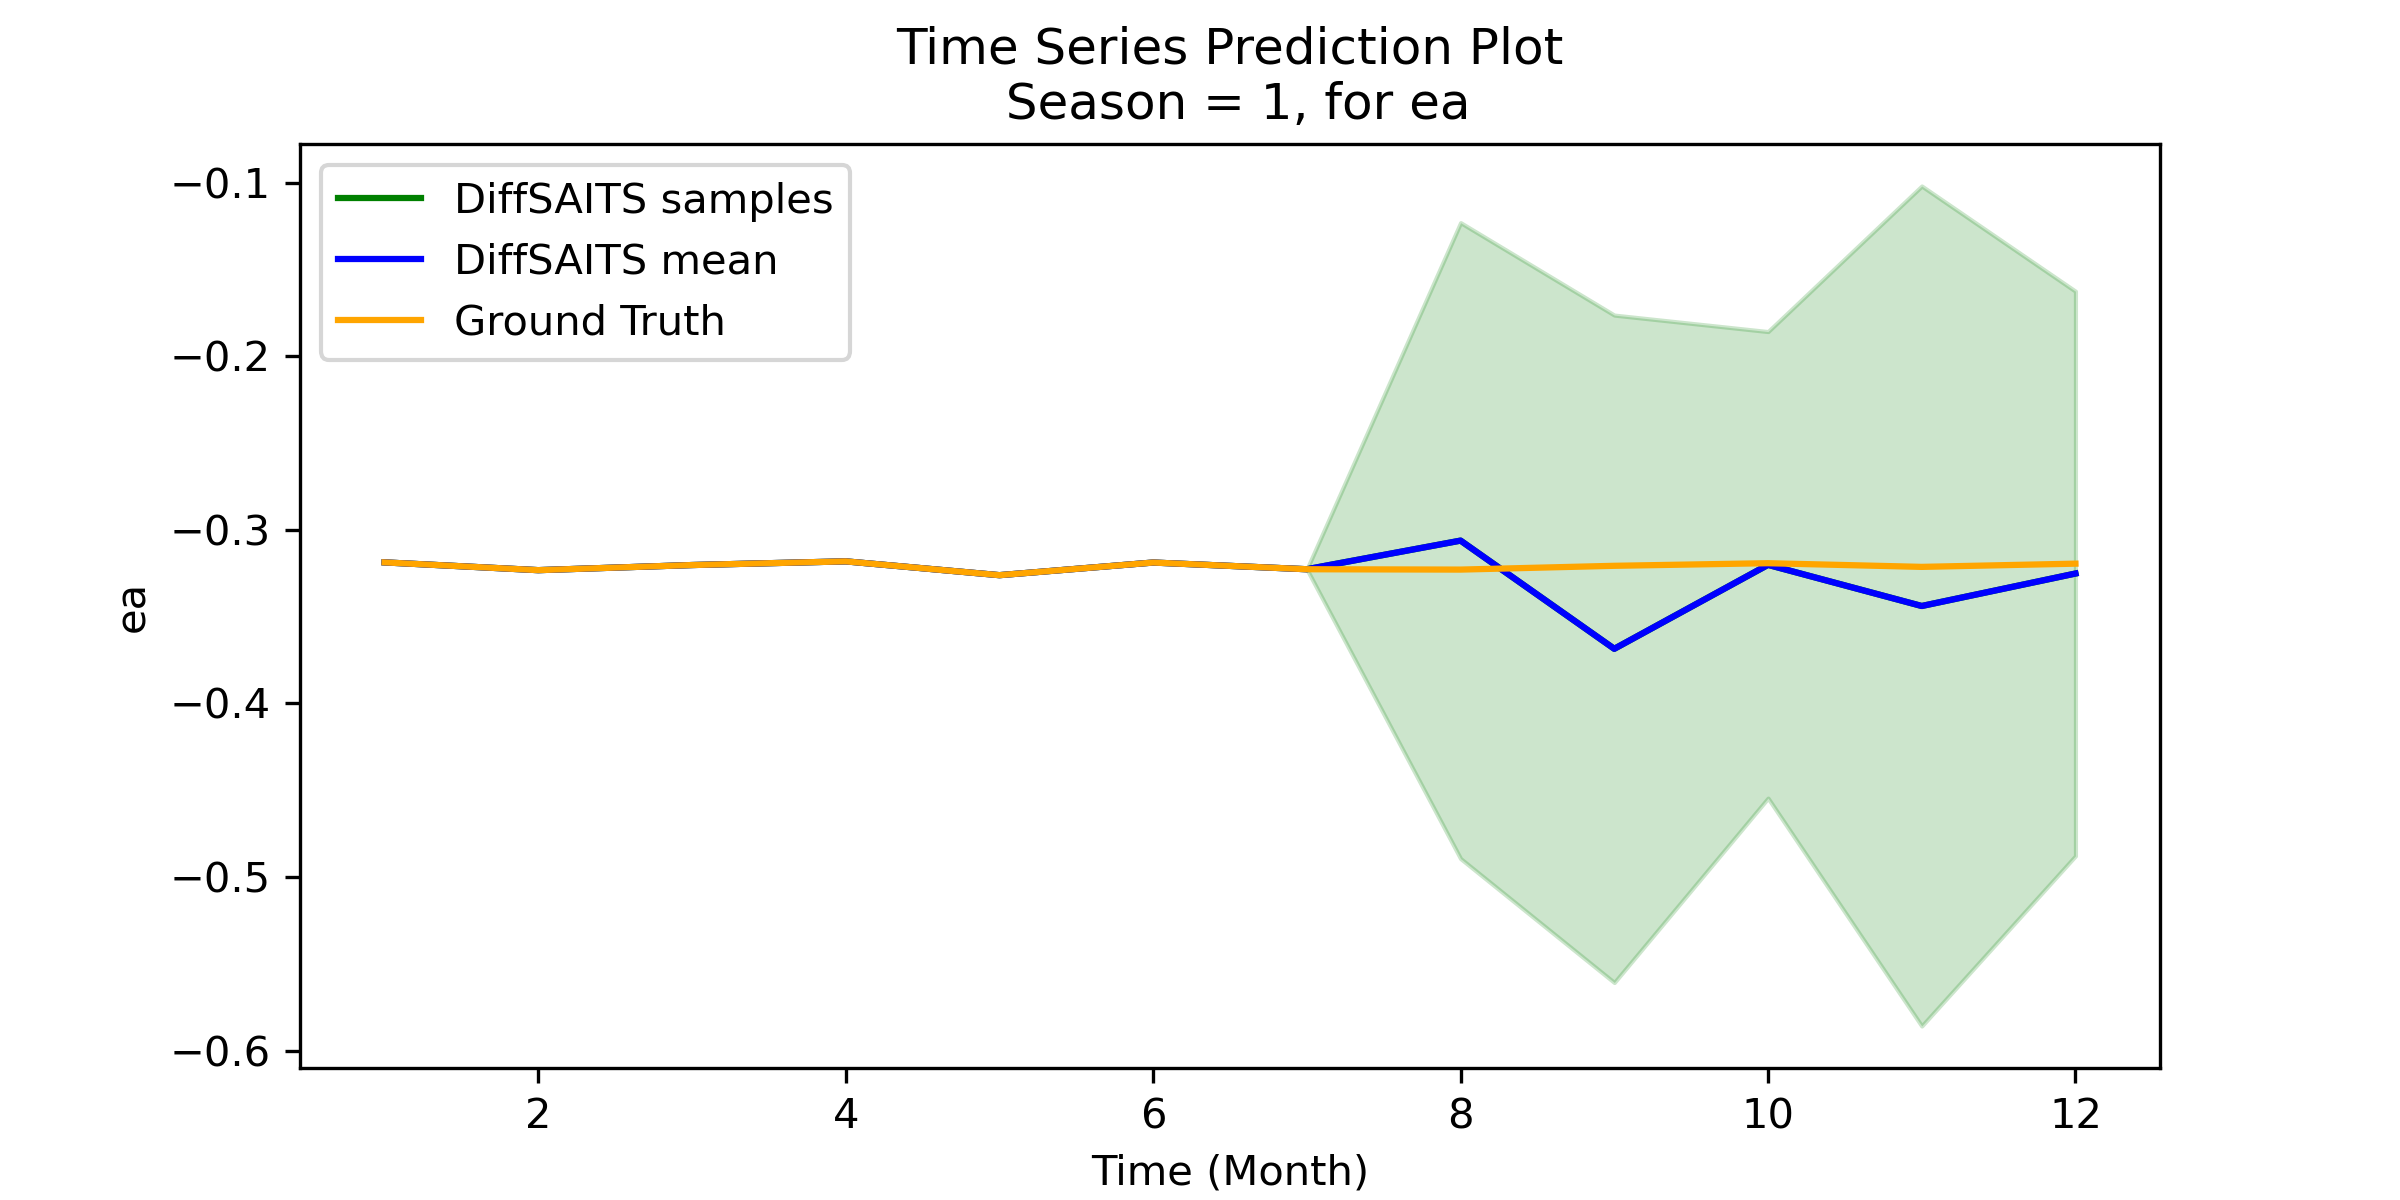 Time Series Prediction Plot
Season = 1, for ea
DiffSAITS samples
DiffSAITS mean
Ground Truth
−0.1
−0.2
−0.3
−0.4
−0.5
−0.6
ea
2 4 6 8 10 12
Time (Month)